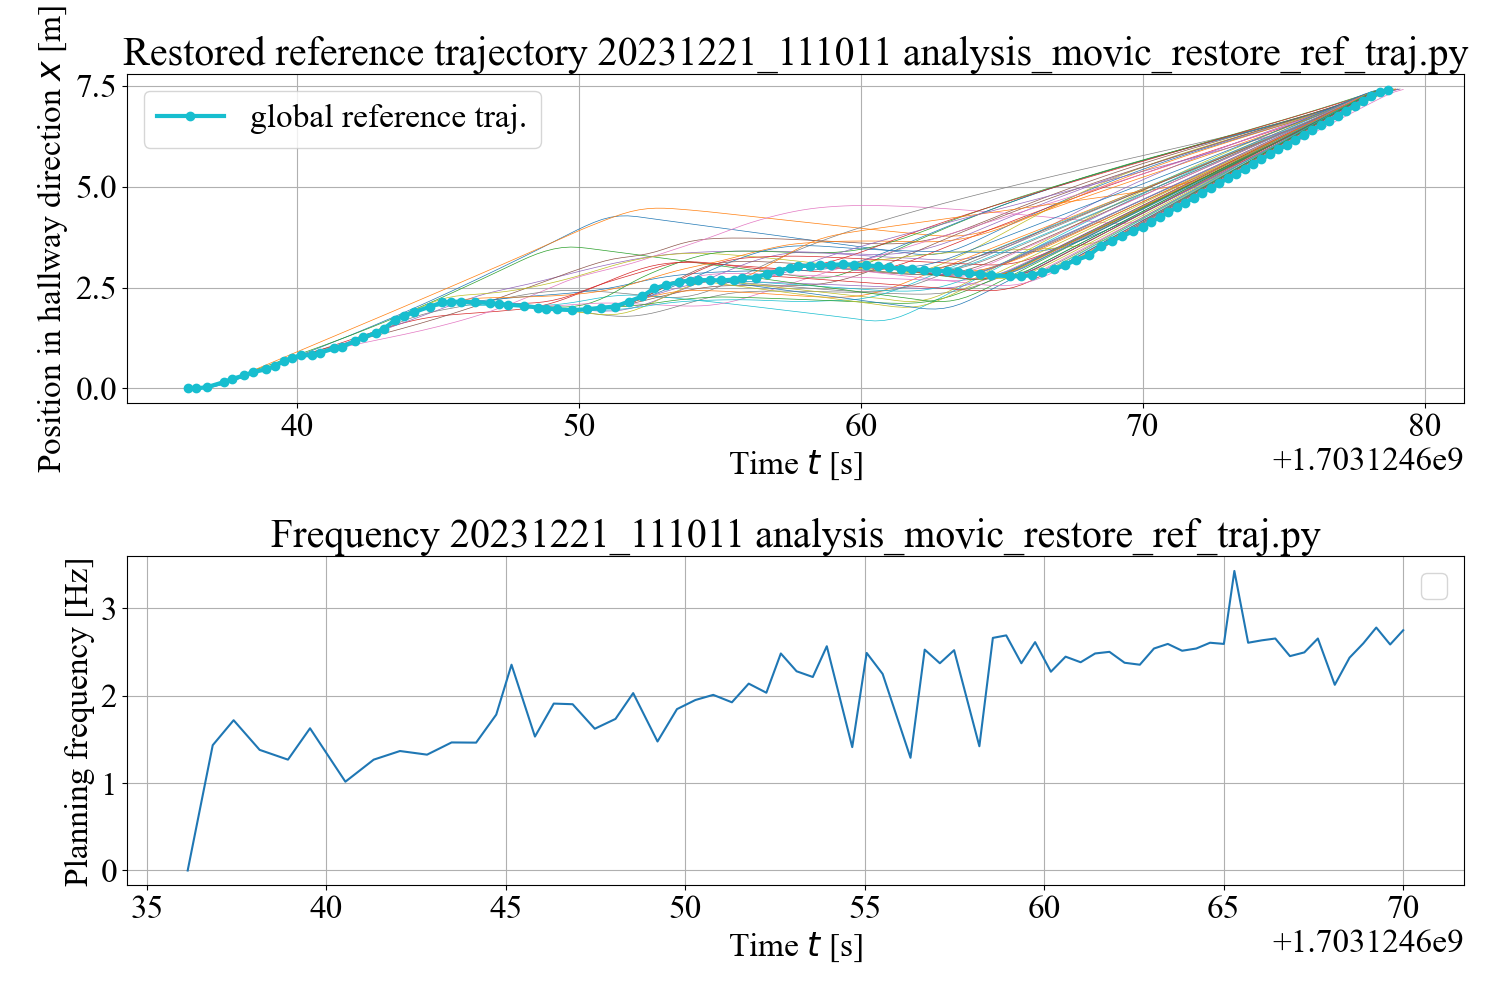 Restored reference trajectory 20231221_111011 analysis_movic_restore_ref_traj.py
Position in hallway direction x [m]
7.5
5.0
2.5
0.0
global reference traj.
40
50
60
70
80
Time t [s]
+1.7031246e9
Frequency 20231221_111011 analysis_movic_restore_ref_traj.py
Planning frequency [Hz]
3
2
1
0
35
40
45
50
55
60
65
70
Time t [s]
+1.7031246e9